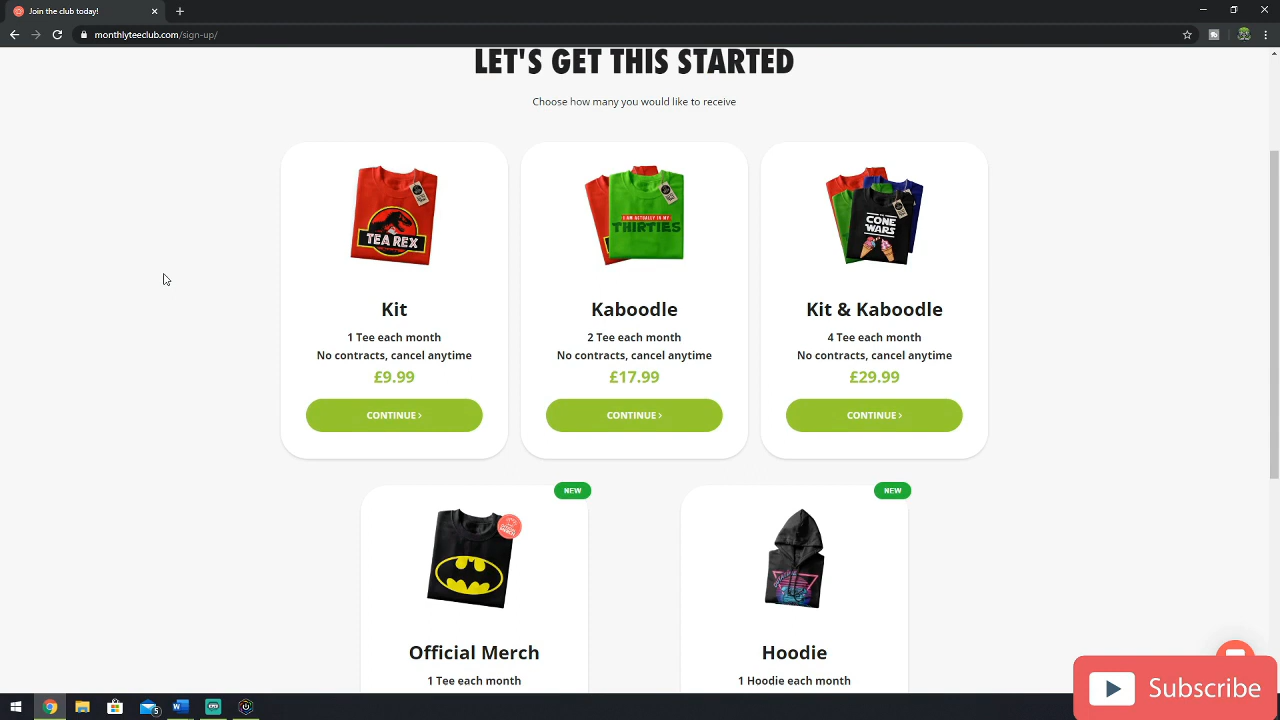 Join the club today!
monthlyteeclub.com/sign-up/
LET'S GET THIS STARTED
Choose how many you would like to receive
TEA REX
I AM ACTUALLY IN MY
THIRTIES
CONE
WARS
Kit
Kaboodle
Kit & Kaboodle
1 Tee each month
2 Tee each month
4 Tee each month
No contracts, cancel anytime
No contracts, cancel anytime
No contracts, cancel anytime
£9.99
£17.99
£29.99
CONTINUE >
CONTINUE >
CONTINUE >
NEW
NEW
Official Merch
Hoodie
1 Tee each month
1 Hoodie each month
Subscribe